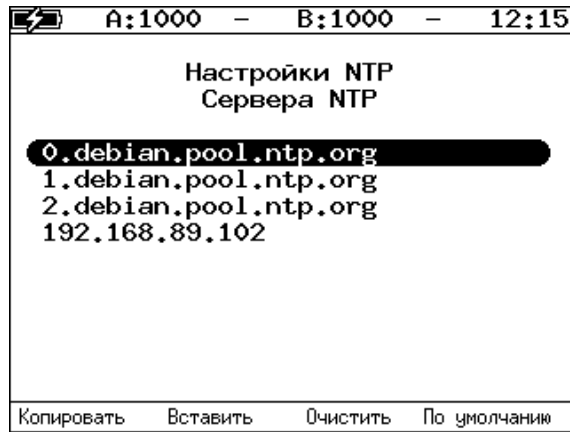 A:1000 – B:1000 – 12:15
Настройки NTP
Сервера NTP
0.debian.pool.ntp.org
1.debian.pool.ntp.org
2.debian.pool.ntp.org
192.168.89.102
Копировать Вставить Очистить По умолчанию